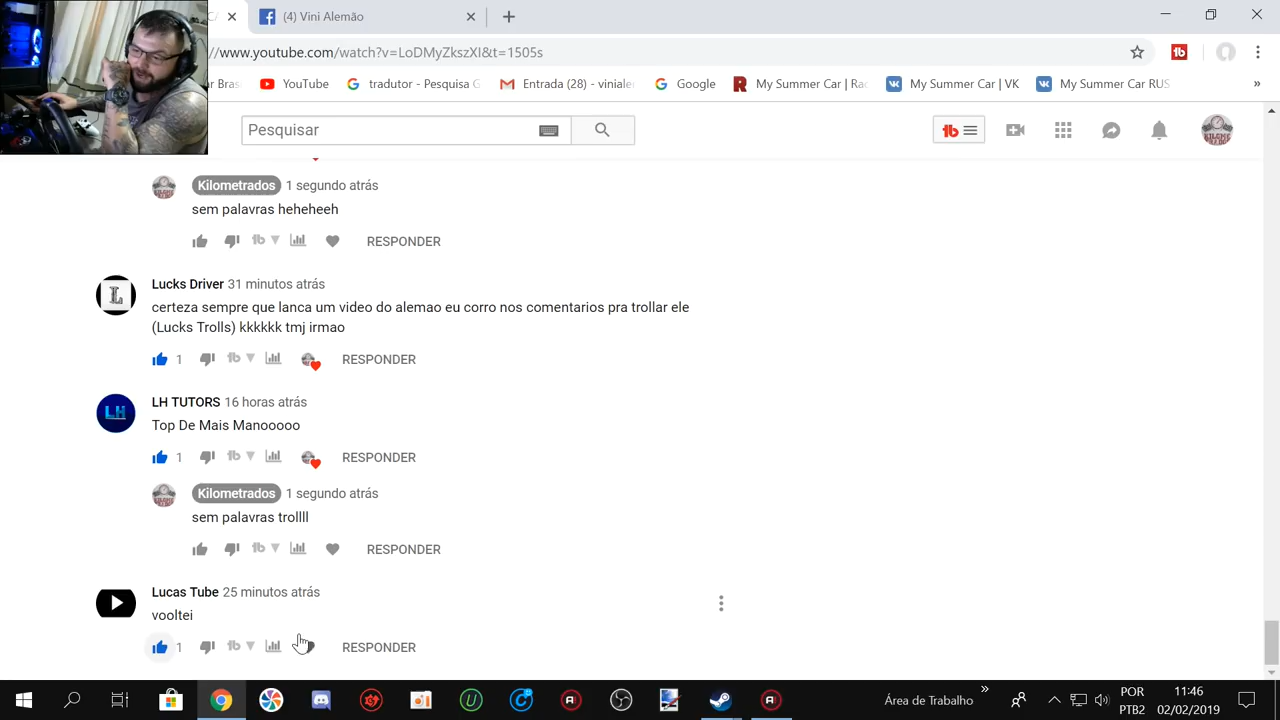 (4) Vini Alemão
//www.youtube.com/watch?v=LoDMyZkszXI&t=1505s
YouTube
tradutor - Pesquisa G
Entrada (28) - viniale
Google
My Summer Car | Rac
My Summer Car | VK
My Summer Car RUS
Pesquisar
Kilometrados 1 segundo atrás
sem palavras heheheeh
RESPONDER
Lucks Driver 31 minutos atrás
certeza sempre que lanca um video do alemao eu corro nos comentarios pra trollar ele
(Lucks Trolls) kkkkkk tmj irmao
1 RESPONDER
LH TUTORS 16 horas atrás
Top De Mais Manooooo
1 RESPONDER
Kilometrados 1 segundo atrás
sem palavras trollll
RESPONDER
Lucas Tube 25 minutos atrás
vooltei
1 RESPONDER
Área de Trabalho
POR
PTB2
11:46
02/02/2019